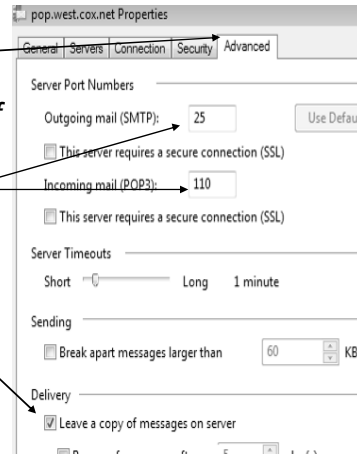 pop.west.cox.net Properties
General Servers Connection Security Advanced
Server Port Numbers
f
Outgoing mail (SMTP): 25 Use Defau
This server requires a secure connection (SSL)
Incoming mail (POP3): 110
This server requires a secure connection (SSL)
Server Timeouts
Short Long 1 minute
Sending
Break apart messages larger than 60 KB
Delivery
Leave a copy of messages on server
5